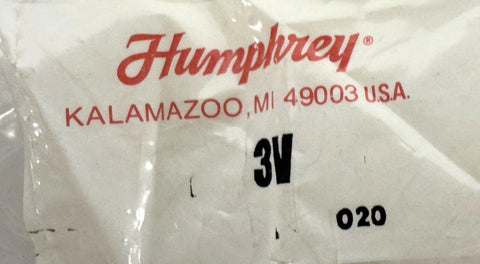 Humphrey®
KALAMAZOO, MI 49003 U.S.A.
3V
020